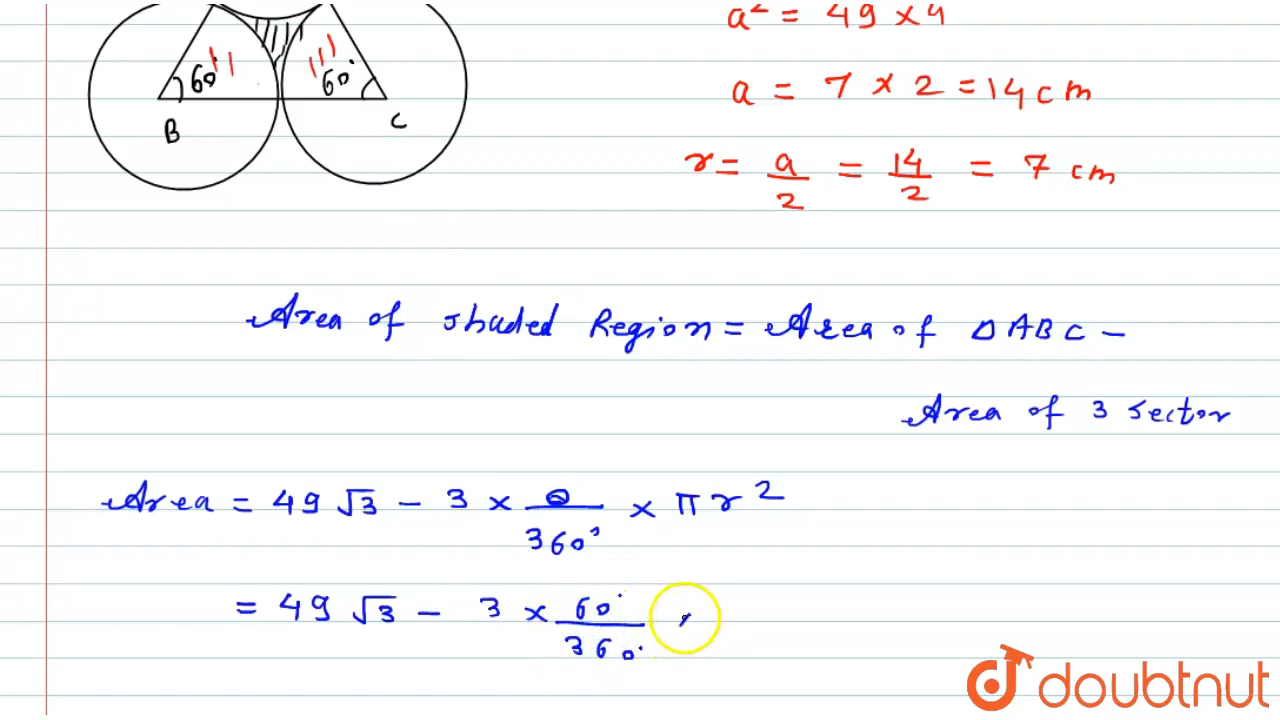 a² = 49 × 4
a = 7 × 2 = 14 cm
60°
60°
B
C
r = a/2 = 14/2 = 7 cm
Area of shaded Region = Area of △ABC −
Area of 3 sector
Area = 49√3 − 3 × θ/360° × πr²
= 49√3 − 3 × 60°/360°
doubtnut